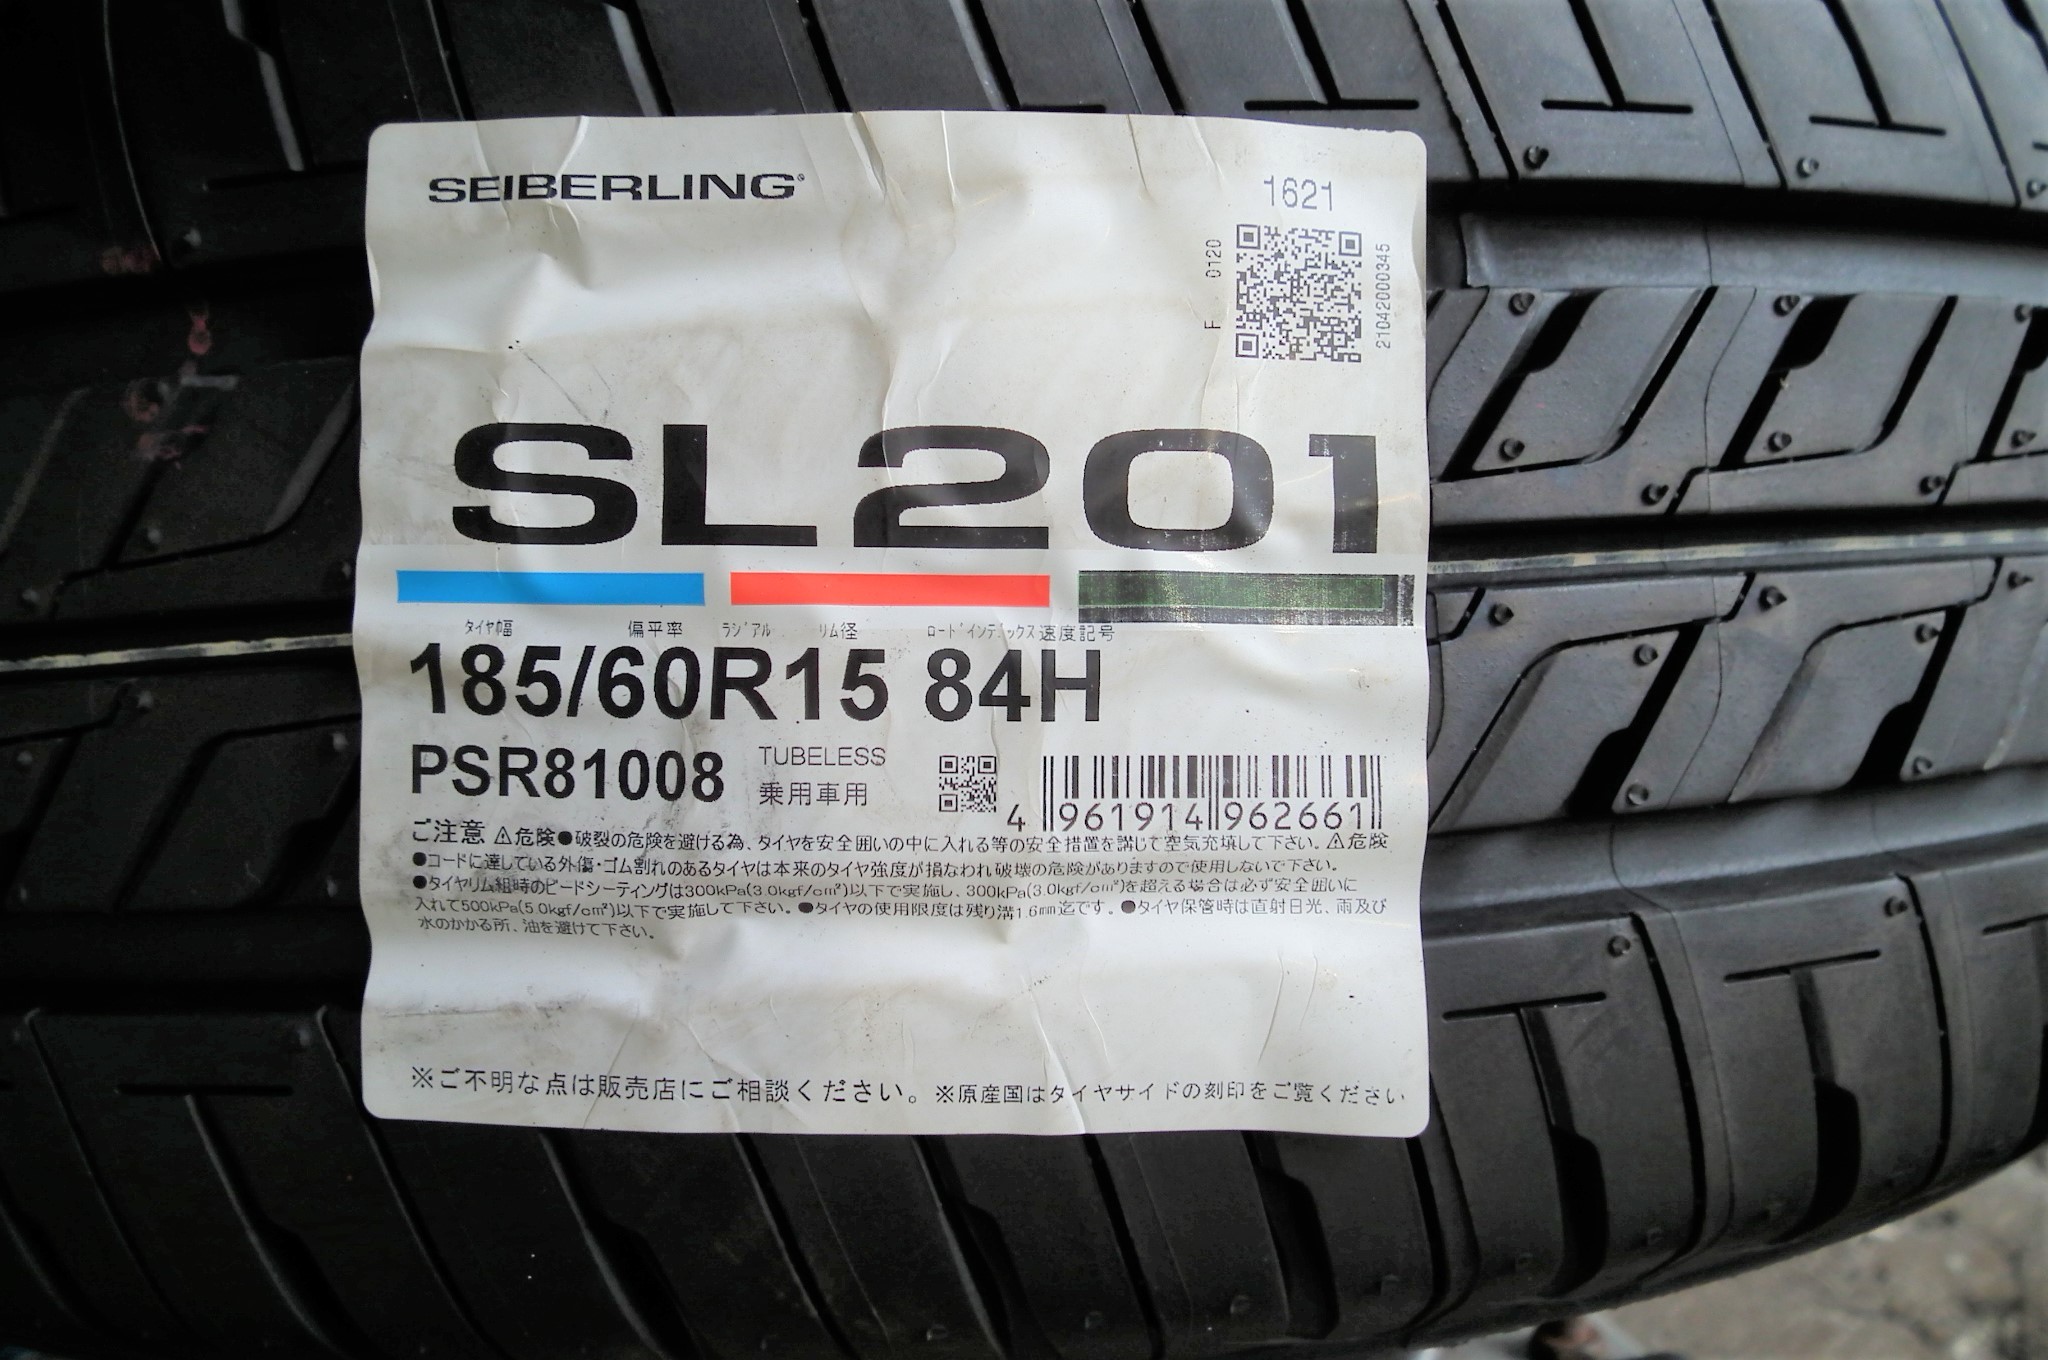 SEIBERLING®
1621
F 0120
2104200000345
SL201
タイヤ幅 偏平率 ラジアル リム径 ロードインデックス 速度記号
185/60R15 84H
PSR81008 TUBELESS
乗用車用
4 961914 962661
ご注意 ⚠危険●破裂の危険を避ける為、タイヤを安全囲いの中に入れる等の安全措置を講じて空気充填して下さい。⚠危険
●コードに達している外傷・ゴム割れのあるタイヤは本来のタイヤ強度が損なわれ破壊の危険がありますので使用しないで下さい。
●タイヤリム組時のビードシーティングは300kPa(3.0kgf/c㎡)以下で実施し、300kPa(3.0kgf/c㎡)を超える場合は必ず安全囲いに
入れて500kPa(5.0kgf/c㎡)以下で実施して下さい。●タイヤの使用限度は残り溝1.6mm迄です。●タイヤ保管時は直射日光、雨及び
水のかかる所、油を避けて下さい。
※ご不明な点は販売店にご相談ください。※原産国はタイヤサイドの刻印をご覧ください